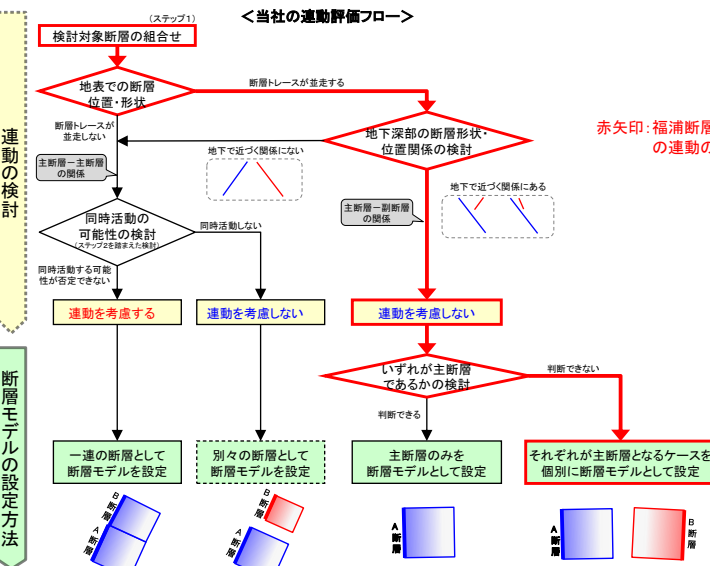 ＜当社の連動評価フロー＞
(ステップ1)
検討対象断層の組合せ
地表での断層
位置・形状
断層トレースが並走する
断層トレースが
並走しない
地下深部の断層形状・
位置関係の検討
赤矢印：福浦断層
の連動の
連動の検討
地下で近づく関係にない
主断層－主断層
の関係
地下で近づく関係にある
主断層－副断層
の関係
同時活動の
可能性の検討
(ステップ2を踏まえた検討)
同時活動しない
同時活動する可能
性が否定できない
連動を考慮する
連動を考慮しない
連動を考慮しない
いずれが主断層
であるかの検討
判断できない
判断できる
断層モデルの設定方法
一連の断層として
断層モデルを設定
別々の断層として
断層モデルを設定
主断層のみを
断層モデルとして設定
それぞれが主断層となるケースを
個別に断層モデルとして設定
B断層
A断層
B断層
A断層
A断層
A断層
B断層